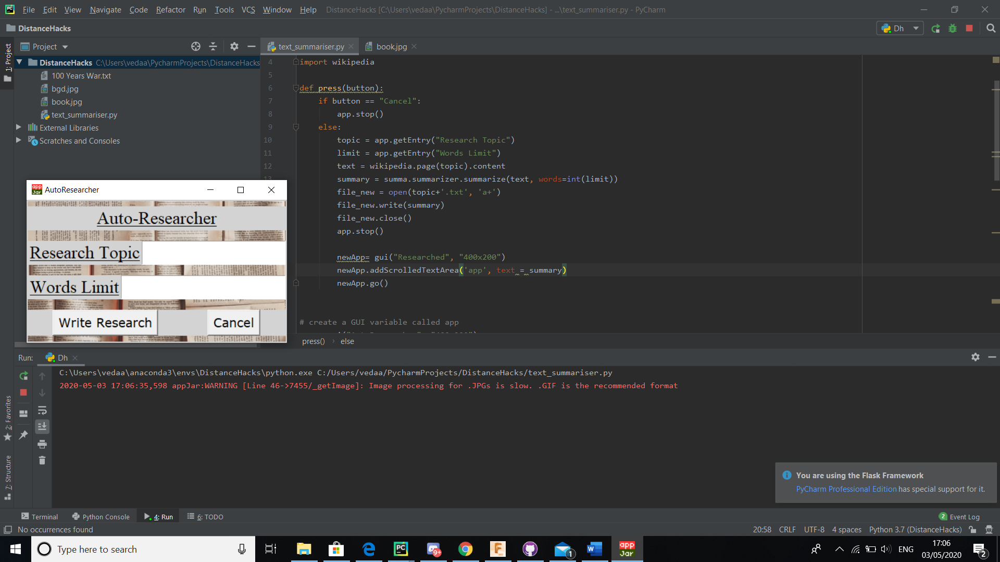 File Edit View Navigate Code Refactor Run Tools VCS Window Help DistanceHacks [C:\Users\vedaa\PycharmProjects\DistanceHacks] - ...\text_summariser.py - PyCharm
DistanceHacks
Dh
1: Project
Project
text_summariser.py
book.jpg
DistanceHacks C:\Users\vedaa\PycharmProjects\DistanceHacks
100 Years War.txt
bgd.jpg
book.jpg
text_summariser.py
External Libraries
Scratches and Consoles
4 import wikipedia
5
6 def press(button):
7 if button == "Cancel":
8 app.stop()
9 else:
10 topic = app.getEntry("Research Topic")
11 limit = app.getEntry("Words Limit")
12 text = wikipedia.page(topic).content
13 summary = summa.summarizer.summarize(text, words=int(limit))
file_new = open(topic+'.txt', 'a+')
file_new.write(summary)
file_new.close()
app.stop()
newApp= gui("Researched", "400x200")
newApp.addScrolledTextArea('app', text = summary)
newApp.go()
# create a GUI variable called app
press() › else
AutoResearcher
Auto-Researcher
Research Topic
Words Limit
Write Research
Cancel
Run: Dh
C:\Users\vedaa\anaconda3\envs\DistanceHacks\python.exe C:/Users/vedaa/PycharmProjects/DistanceHacks/text_summariser.py
2020-05-03 17:06:35,598 appJar:WARNING [Line 46->7455/_getImage]: Image processing for .JPGs is slow. .GIF is the recommended format
2: Favorites
7: Structure
You are using the Flask Framework
PyCharm Professional Edition has special support for it.
Terminal Python Console 4: Run 6: TODO
2 Event Log
No occurrences found
20:58 CRLF UTF-8 4 spaces Python 3.7 (DistanceHacks)
Type here to search
PC
9+
1
W
app Jar
ENG
17:06
03/05/2020
2